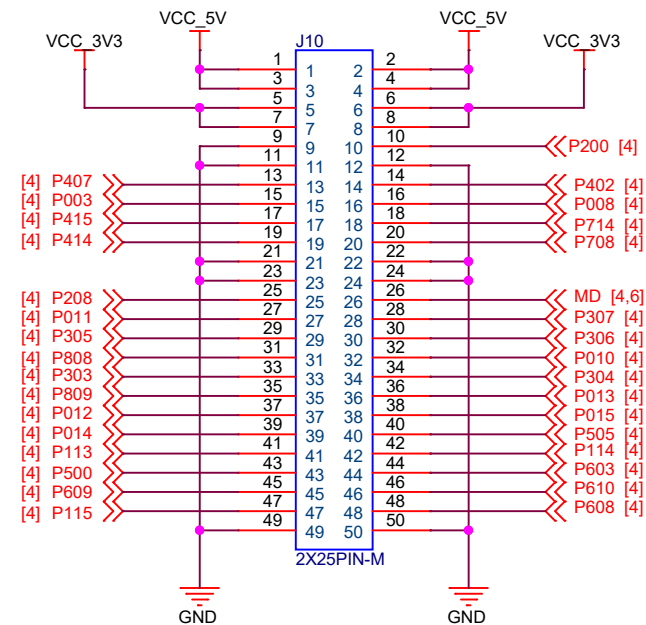 VCC_5V VCC_5V
VCC_3V3 J10 VCC_3V3
1 1 2 2
3 3 4 4
5 5 6 6
7 7 8 8
9 9 10 10 P200 [4]
11 11 12 12
[4] P407 13 13 14 14 P402 [4]
[4] P003 15 15 16 16 P008 [4]
[4] P415 17 17 18 18 P714 [4]
[4] P414 19 19 20 20 P708 [4]
21 21 22 22
23 23 24 24
[4] P208 25 25 26 26 MD [4,6]
[4] P011 27 27 28 28 P307 [4]
[4] P305 29 29 30 30 P306 [4]
[4] P808 31 31 32 32 P010 [4]
[4] P303 33 33 34 34 P304 [4]
[4] P809 35 35 36 36 P013 [4]
[4] P012 37 37 38 38 P015 [4]
[4] P014 39 39 40 40 P505 [4]
[4] P113 41 41 42 42 P114 [4]
[4] P500 43 43 44 44 P603 [4]
[4] P609 45 45 46 46 P610 [4]
[4] P115 47 47 48 48 P608 [4]
49 49 50 50
2X25PIN-M
GND GND